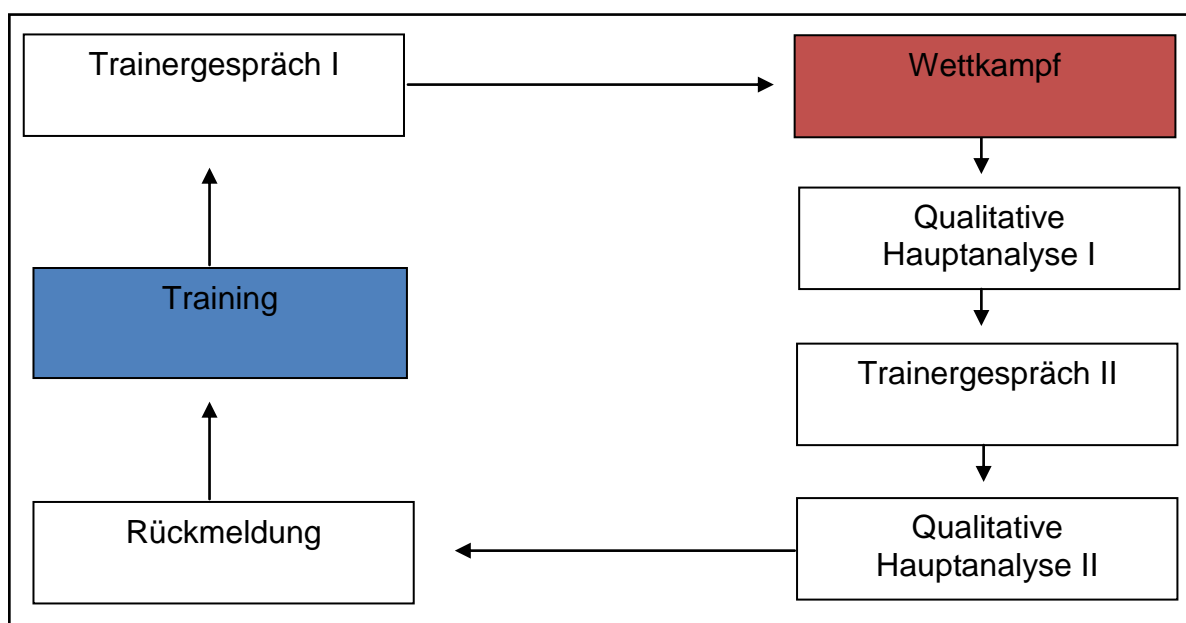 Trainergespräch I
Wettkampf
Qualitative
Hauptanalyse I
Training
Trainergespräch II
Rückmeldung
Qualitative
Hauptanalyse II